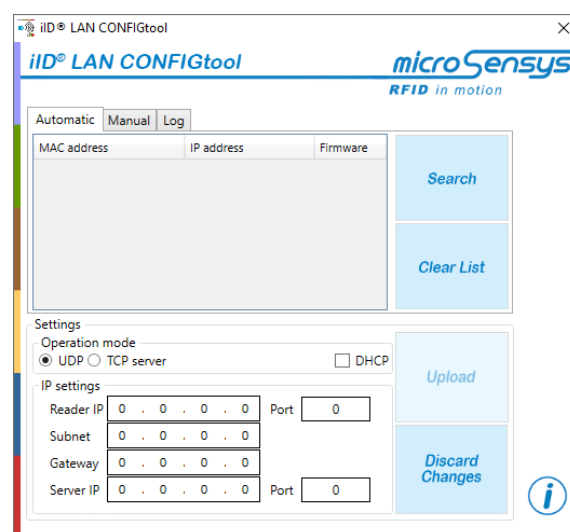 iID® LAN CONFIGtool
iID® LAN CONFIGtool
microSensys
RFID in motion
Automatic Manual Log
MAC address IP address Firmware
Search
Clear List
Settings
Operation mode
UDP TCP server DHCP
Upload
IP settings
Reader IP 0 . 0 . 0 . 0 Port 0
Subnet 0 . 0 . 0 . 0
Gateway 0 . 0 . 0 . 0
Discard
Changes
Server IP 0 . 0 . 0 . 0 Port 0
i